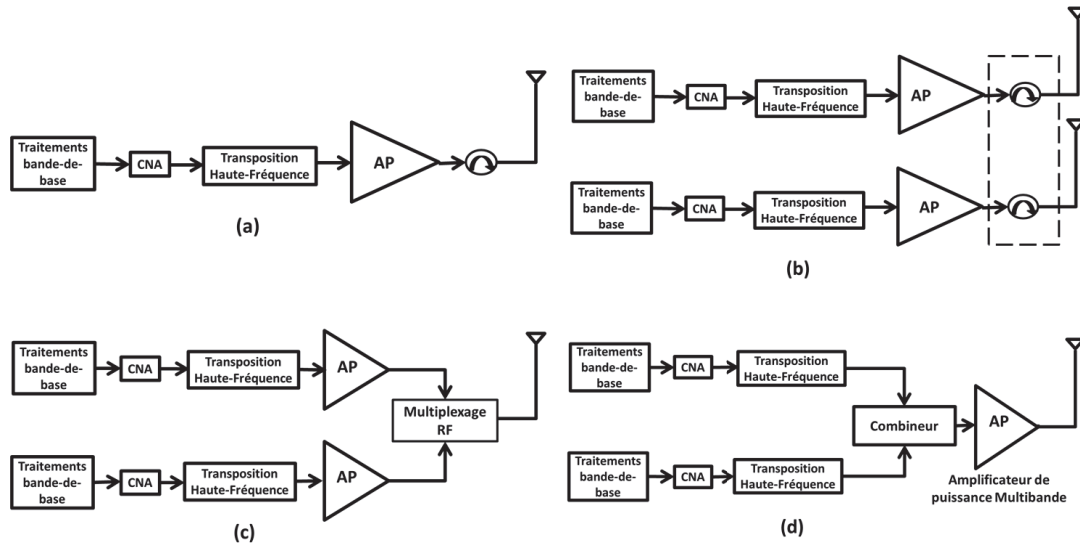 Traitements
bande-de-
base
CNA
Transposition
Haute-Fréquence
AP
(a)
Traitements
bande-de-
base
CNA
Transposition
Haute-Fréquence
AP
Traitements
bande-de-
base
CNA
Transposition
Haute-Fréquence
AP
(b)
Traitements
bande-de-
base
CNA
Transposition
Haute-Fréquence
AP
Multiplexage
RF
Traitements
bande-de-
base
CNA
Transposition
Haute-Fréquence
AP
(c)
Traitements
bande-de-
base
CNA
Transposition
Haute-Fréquence
Combineur
AP
Traitements
bande-de-
base
CNA
Transposition
Haute-Fréquence
Amplificateur de
puissance Multibande
(d)